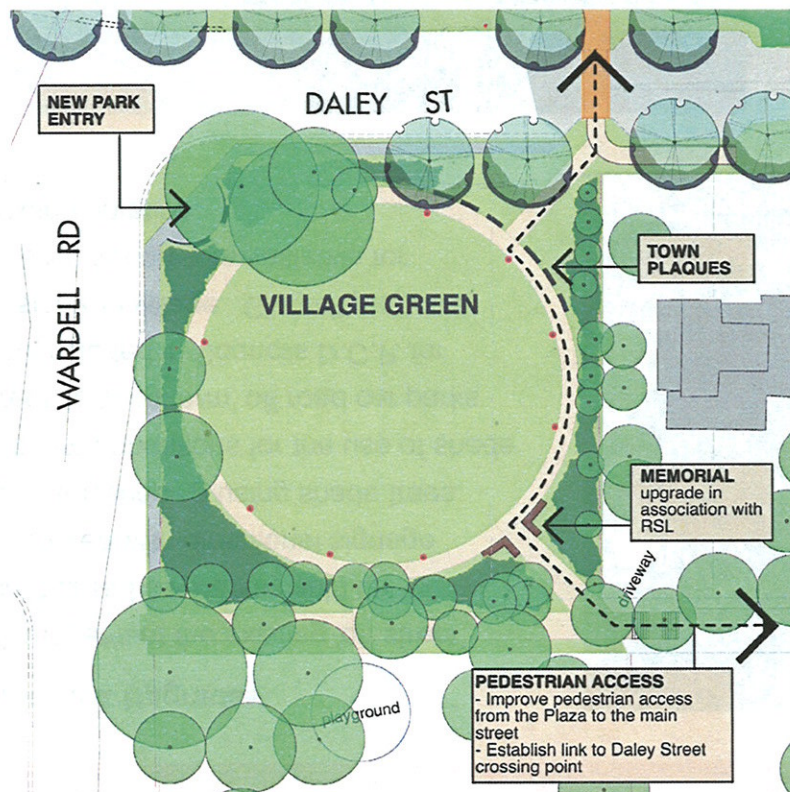 DALEY ST
NEW PARK
ENTRY
WARDELL RD
TOWN
PLAQUES
VILLAGE GREEN
MEMORIAL
upgrade in
association with
RSL
driveway
PEDESTRIAN ACCESS
- Improve pedestrian access
from the Plaza to the main
street
- Establish link to Daley Street
crossing point
playground